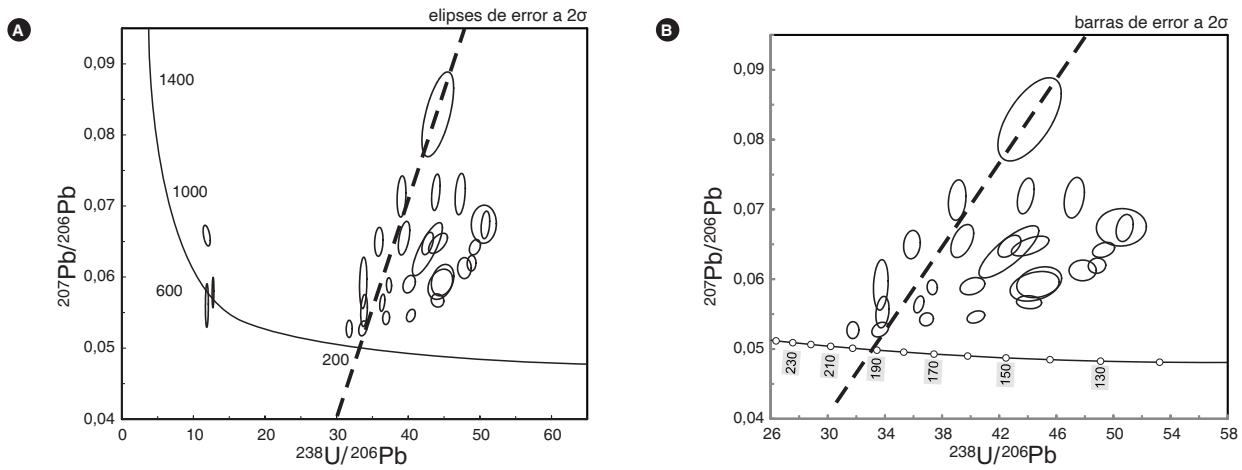 A
elipses de error a 2σ
0,09
0,08
0,07
0,06
0,05
0,04
207Pb/206Pb
1400
1000
600
200
0 10 20 30 40 50 60
238U/206Pb
B
barras de error a 2σ
0,09
0,08
0,07
0,06
0,05
0,04
207Pb/206Pb
230 210 190 170 150 130
26 30 34 38 42 46 50 54 58
238U/206Pb